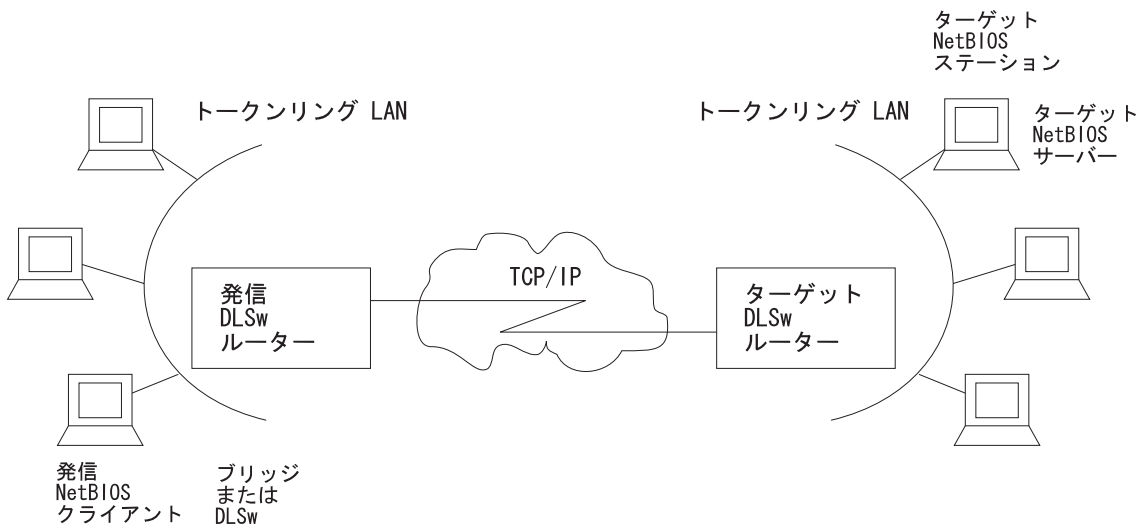 ターゲット
NetBIOS
ステーション
トークンリング LAN
トークンリング LAN
ターゲット
NetBIOS
サーバー
発信
DLSw
ルーター
TCP/IP
ターゲット
DLSw
ルーター
発信
NetBIOS
クライアント
ブリッジ
または
DLSw